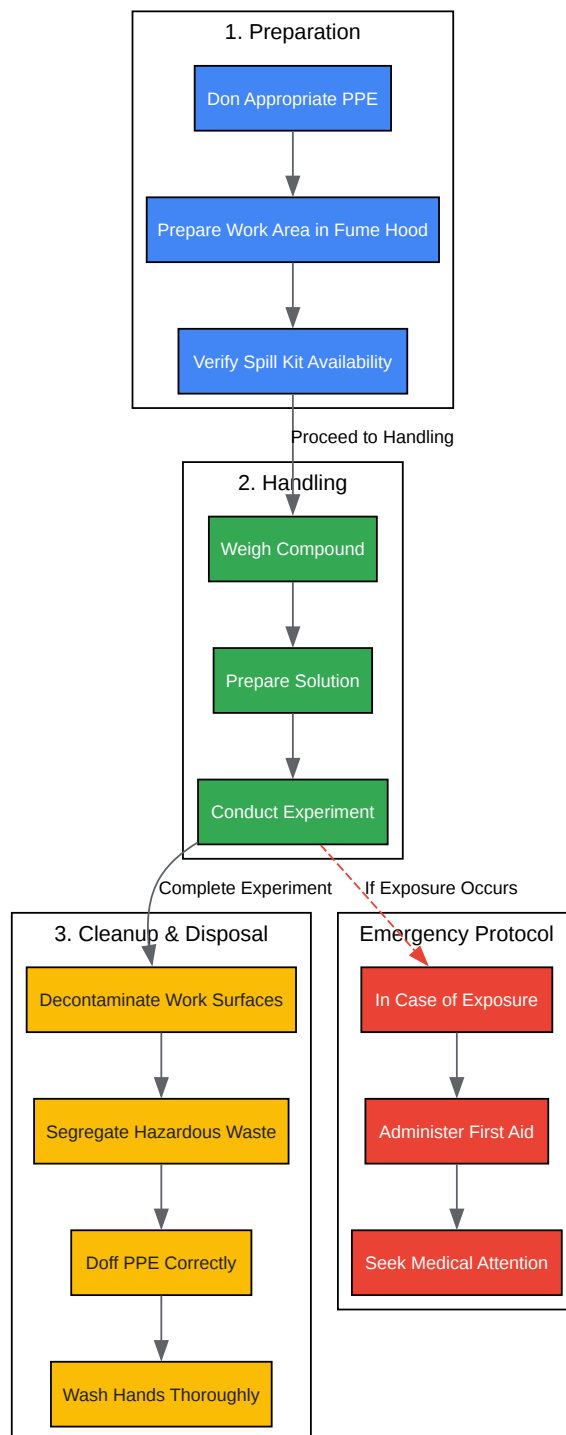 1. Preparation
Don Appropriate PPE
Prepare Work Area in Fume Hood
Verify Spill Kit Availability
Proceed to Handling
2. Handling
Weigh Compound
Prepare Solution
Conduct Experiment
Complete Experiment
If Exposure Occurs
3. Cleanup & Disposal
Decontaminate Work Surfaces
Segregate Hazardous Waste
Doff PPE Correctly
Wash Hands Thoroughly
Emergency Protocol
In Case of Exposure
Administer First Aid
Seek Medical Attention